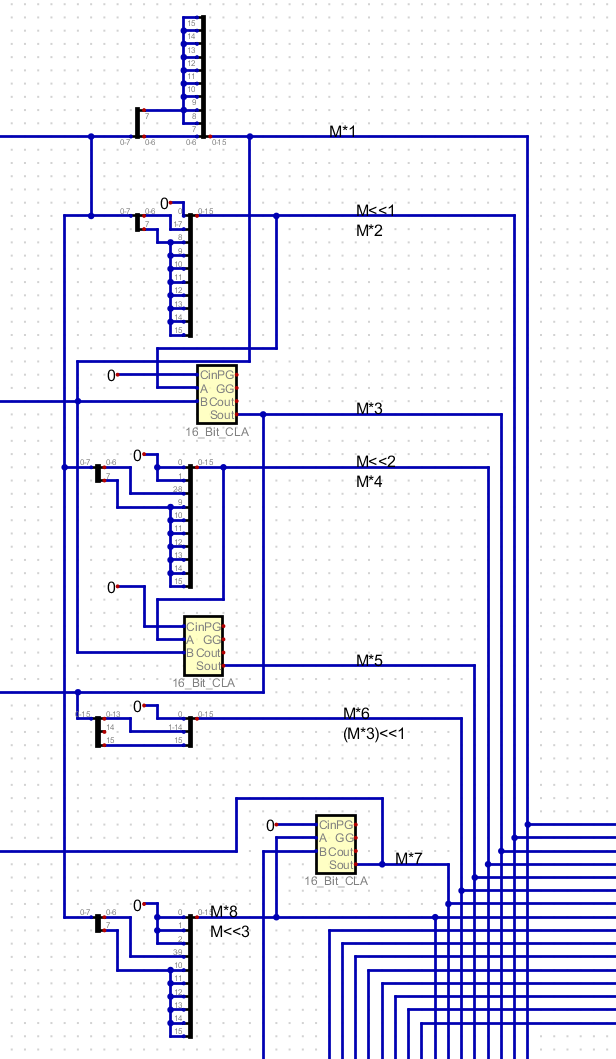 15
14
13
12
11
10
9
8
7
7
0-7 0-6 0-6 0-15
M*1
0
0-7 0-6 0 0-15
M<<1
7 1-7
M*2
8
9
10
11
12
13
14
15
0 CinPG
A GG
B Cout
M*3
Sout
16_Bit_CLA
0
0-7 0-6 0 0-15
M<<2
7 1
M*4
2-8
9
10
11
12
13
14
15
0
CinPG
A GG
B Cout
M*5
Sout
16_Bit_CLA
0
0-15 0-13 0 0-15
M*6
14 1-14
(M*3)<<1
15 15
0 CinPG
A GG
B Cout
Sout
M*7
16_Bit_CLA
0
0-7 0-6 0
M*8
7 1
M<<3
2
3-9
10
11
12
13
14
15